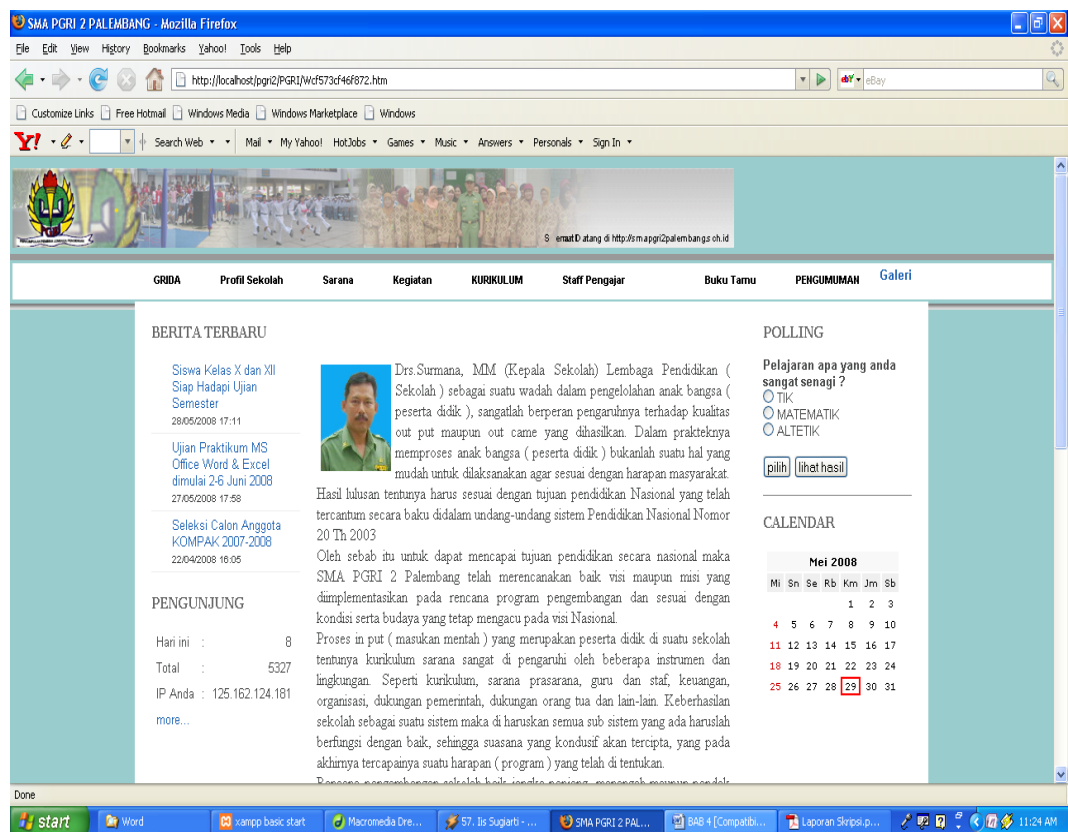 SMA PGRI 2 PALEMBANG - Mozilla Firefox
File Edit View History Bookmarks Yahoo! Tools Help
http://localhost/pgri2/PGRI/Wcf573cf46f872.htm
eBay
Customize Links Free Hotmail Windows Media Windows Marketplace Windows
Y! Search Web Mail My Yahoo! HotJobs Games Music Answers Personals Sign In
S emaat D atang di http://smapgri2palembang.s ch.id
GRIDA Profil Sekolah Sarana Kegiatan KURIKULUM Staff Pengajar Buku Tamu PENGUMUMAN Galeri
BERITA TERBARU
Siswa Kelas X dan XII
Siap Hadapi Ujian
Semester
28/05/2008 17:11
Ujian Praktikum MS
Office Word & Excel
dimulai 2-6 Juni 2008
27/05/2008 17:58
Seleksi Calon Anggota
KOMPAK 2007-2008
22/04/2008 16:05
PENGUNJUNG
Hari ini : 8
Total : 5327
IP Anda : 125.162.124.181
more...
Drs.Surmana, MM (Kepala Sekolah) Lembaga Pendidikan (
Sekolah ) sebagai suatu wadah dalam pengelolahan anak bangsa (
peserta didik ), sangatlah berperan pengaruhnya terhadap kualitas
out put maupun out came yang dihasilkan. Dalam prakteknya
memproses anak bangsa ( peserta didik ) bukanlah suatu hal yang
mudah untuk dilaksanakan agar sesuai dengan harapan masyarakat.
Hasil lulusan tentunya harus sesuai dengan tujuan pendidikan Nasional yang telah
tercantum secara baku didalam undang-undang sistem Pendidikan Nasional Nomor
20 Th 2003
Oleh sebab itu untuk dapat mencapai tujuan pendidikan secara nasional maka
SMA PGRI 2 Palembang telah merencanakan baik visi maupun misi yang
diimplementasikan pada rencana program pengembangan dan sesuai dengan
kondisi serta budaya yang tetap mengacu pada visi Nasional.
Proses in put ( masukan mentah ) yang merupakan peserta didik di suatu sekolah
tentunya kurikulum sarana sangat di pengaruhi oleh beberapa instrumen dan
lingkungan. Seperti kurikulum, sarana prasarana, guru dan staf, keuangan,
organisasi, dukungan pemerintah, dukungan orang tua dan lain-lain. Keberhasilan
sekolah sebagai suatu sistem maka di haruskan semua sub sistem yang ada haruslah
berfungsi dengan baik, sehingga suasana yang kondusif akan tercipta, yang pada
akhirnya tercapainya suatu harapan ( program ) yang telah di tentukan.
Rencana pengembangan sekolah baik jangka panjang, menengah maupun pendek
POLLING
Pelajaran apa yang anda
sangat senagi ?
TIK
MATEMATIK
ALTETIK
pilih lihat hasil
CALENDAR
Mei 2008
Mi Sn Se Rb Km Jm Sb
1 2 3
4 5 6 7 8 9 10
11 12 13 14 15 16 17
18 19 20 21 22 23 24
25 26 27 28 29 30 31
Done
start Word xampp basic start Macromedia Dre... 57. Iis Sugiarti - ... SMA PGRI 2 PAL... BAB 4 [Compatibi... Laporan Skripsi.p... 11:24 AM